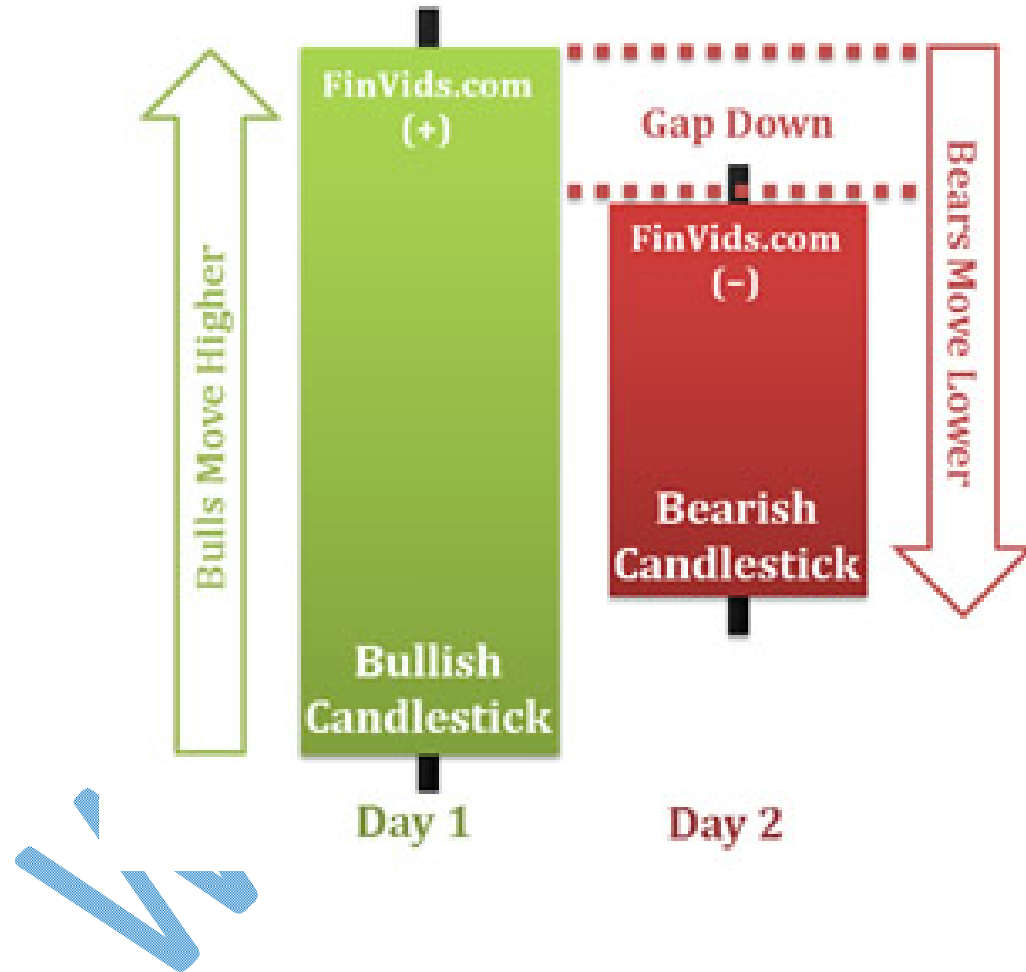 FinVids.com
(+)
Gap Down
FinVids.com
(–)
Bulls Move Higher
Bears Move Lower
Bearish
Candlestick
Bullish
Candlestick
Day 1
Day 2